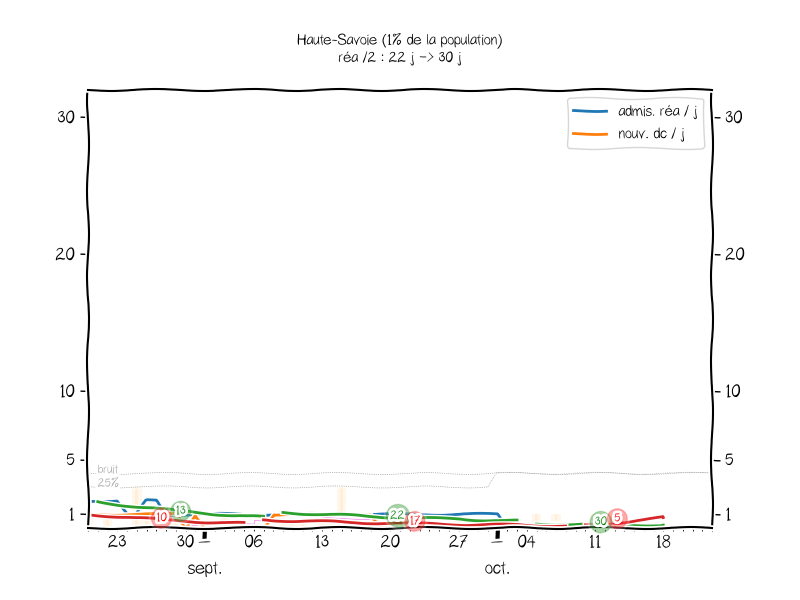 Haute-Savoie (1% de la population)
réa /2 : 22 j -> 30 j
admis. réa / j
nouv. dc / j
30 30
20 20
10 10
bruit
5 5
25%
13
10 22 17 30 5
1 1
23 30 06 13 20 27 04 11 18
sept. oct.